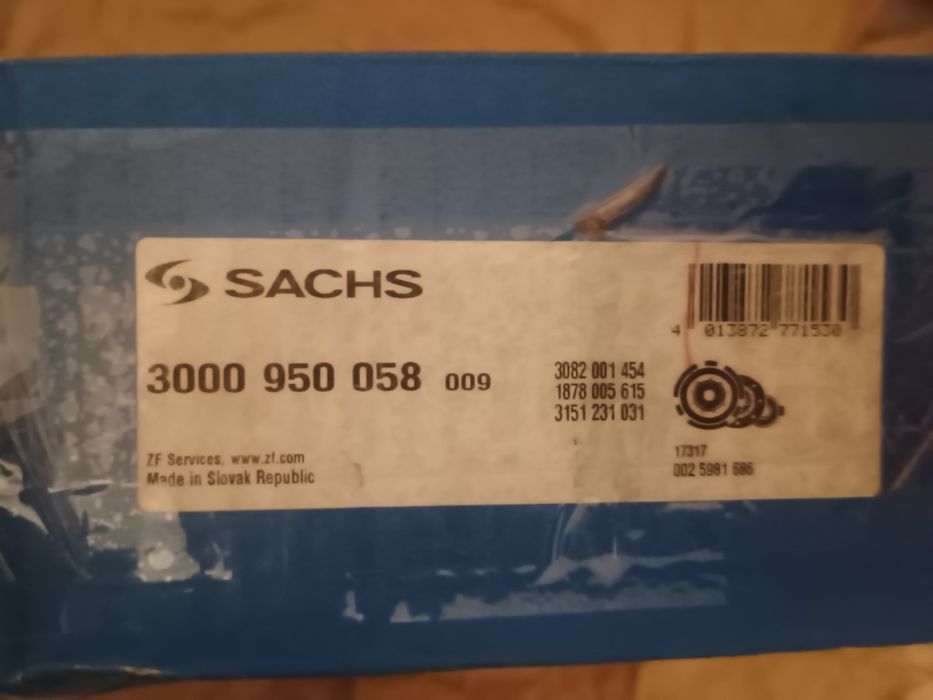 SACHS
4 013872 771530
3000 950 058 009
3082 001 454
1878 005 615
3151 231 031
ZF Services, www.zf.com
Made in Slovak Republic
17317
002 5981 686